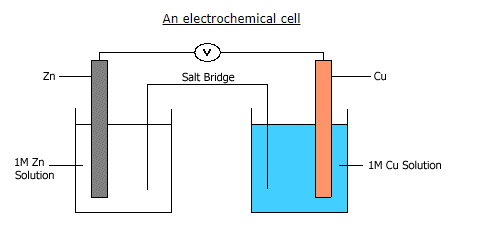 An electrochemical cell
V
Zn
Salt Bridge
Cu
1M Zn
Solution
1M Cu Solution